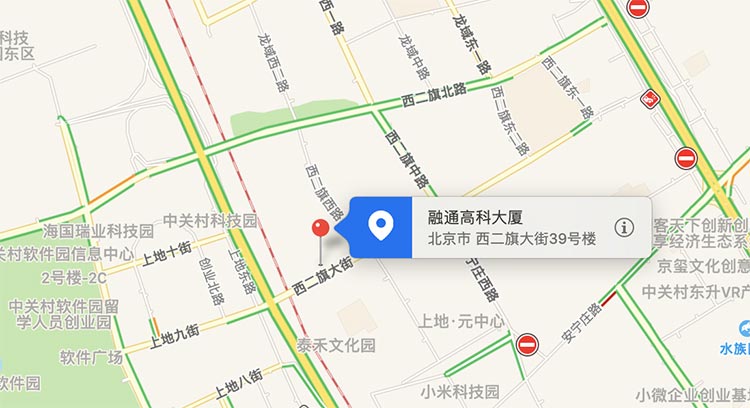 科技
园东区
西一路
龙域西二路
龙域中路
龙域东一路
西二旗北路
西二旗东一路
西二旗东二路
西二旗中路
西二旗西路
海国瑞业科技园
中关村科技园
中关村软件园信息中心
2号楼-2C
上地十街
创业北路
上地东路
西二旗大街
融通高科大厦
北京市 西二旗大街39号楼
客天下创新创
享经济生态系
京玺文化创意
中关村东升VR产
宁庄西路
安宁庄路
中关村软件园留
学人员创业园
上地九街
软件广场
泰禾文化园
上地·元中心
上地八街
软件园
小米科技园
水族
小微企业创业基